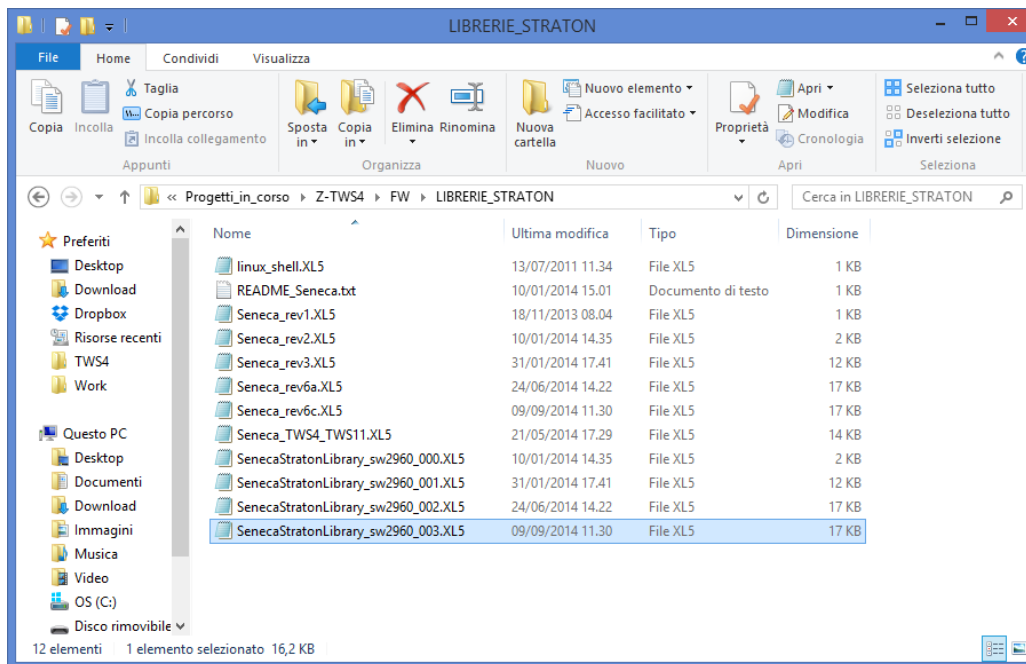 LIBRERIE_STRATON
File Home Condividi Visualizza
Copia
Incolla
Taglia
Copia percorso
Incolla collegamento
Appunti
Sposta in
Copia in
Elimina
Rinomina
Organizza
Nuova cartella
Nuovo elemento
Accesso facilitato
Nuovo
Proprietà
Apri
Modifica
Cronologia
Apri
Seleziona tutto
Deseleziona tutto
Inverti selezione
Seleziona
« Progetti_in_corso Z-TWS4 FW LIBRERIE_STRATON
Cerca in LIBRERIE_STRATON
Preferiti
Desktop
Download
Dropbox
Risorse recenti
TWS4
Work
Questo PC
Desktop
Documenti
Download
Immagini
Musica
Video
OS (C:)
Disco rimovibile
Nome Ultima modifica Tipo Dimensione
linux_shell.XL5 13/07/2011 11.34 File XL5 1 KB
README_Seneca.txt 10/01/2014 15.01 Documento di testo 1 KB
Seneca_rev1.XL5 18/11/2013 08.04 File XL5 1 KB
Seneca_rev2.XL5 10/01/2014 14.35 File XL5 2 KB
Seneca_rev3.XL5 31/01/2014 17.41 File XL5 12 KB
Seneca_rev6a.XL5 24/06/2014 14.22 File XL5 17 KB
Seneca_rev6c.XL5 09/09/2014 11.30 File XL5 17 KB
Seneca_TWS4_TWS11.XL5 21/05/2014 17.29 File XL5 14 KB
SenecaStratonLibrary_sw2960_000.XL5 10/01/2014 14.35 File XL5 2 KB
SenecaStratonLibrary_sw2960_001.XL5 31/01/2014 17.41 File XL5 12 KB
SenecaStratonLibrary_sw2960_002.XL5 24/06/2014 14.22 File XL5 17 KB
SenecaStratonLibrary_sw2960_003.XL5 09/09/2014 11.30 File XL5 17 KB
12 elementi 1 elemento selezionato 16,2 KB